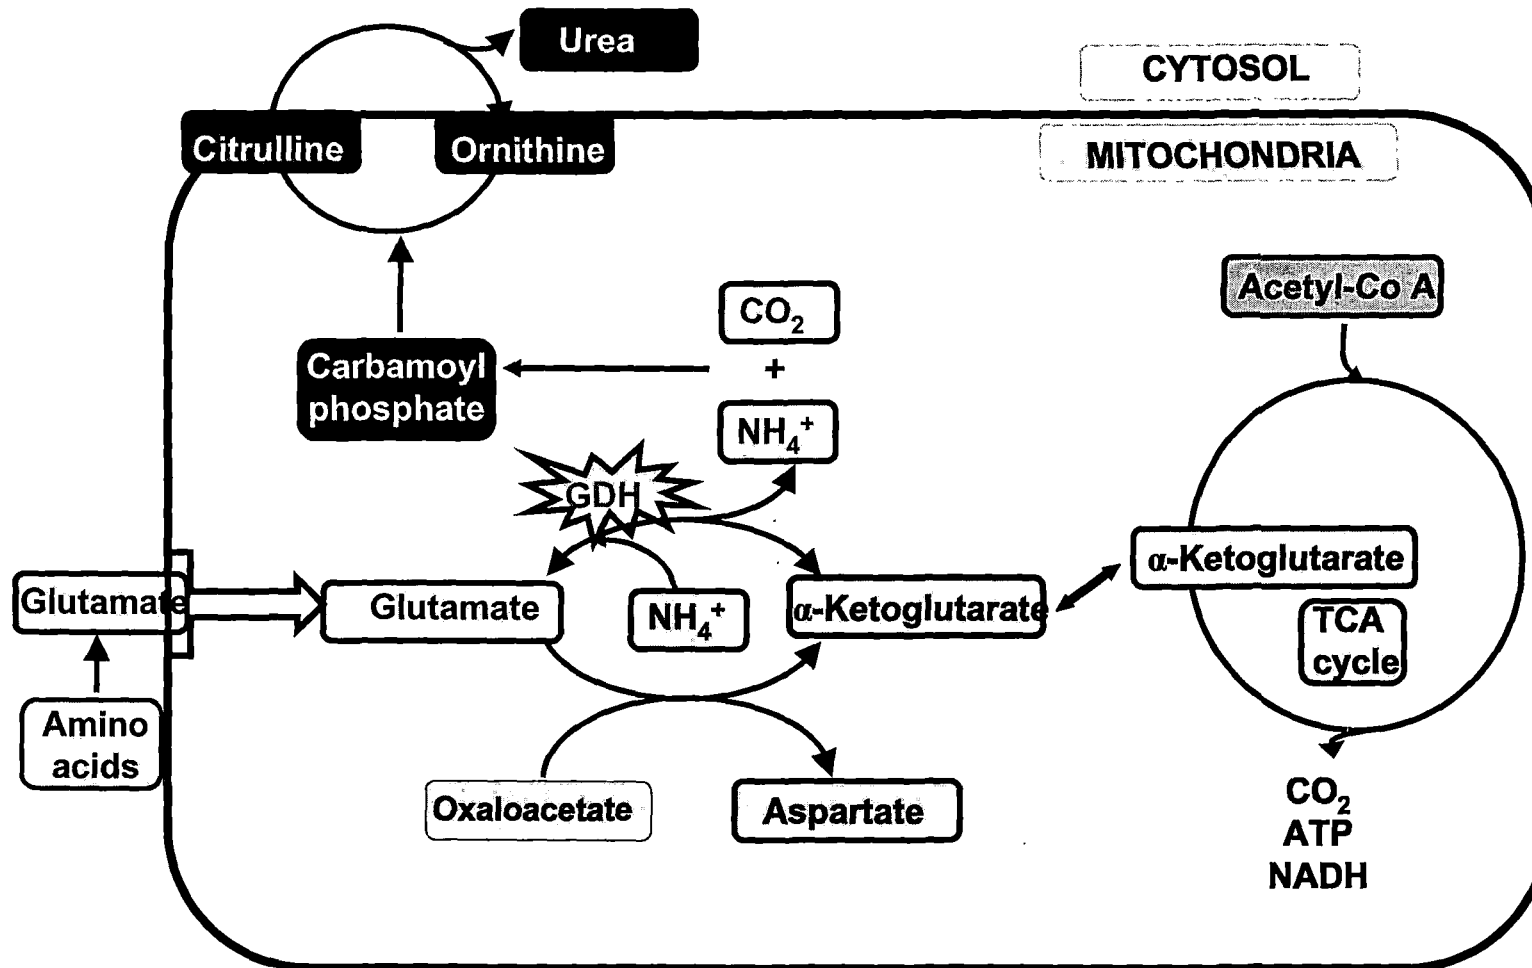 Urea
CYTOSOL
Citrulline
Ornithine
MITOCHONDRIA
Acetyl-Co A
CO₂
Carbamoyl
phosphate
+
NH₄⁺
GDH
α-Ketoglutarate
Glutamate
Glutamate
NH₄⁺
α-Ketoglutarate
TCA
cycle
Amino
acids
Oxaloacetate
Aspartate
CO₂
ATP
NADH